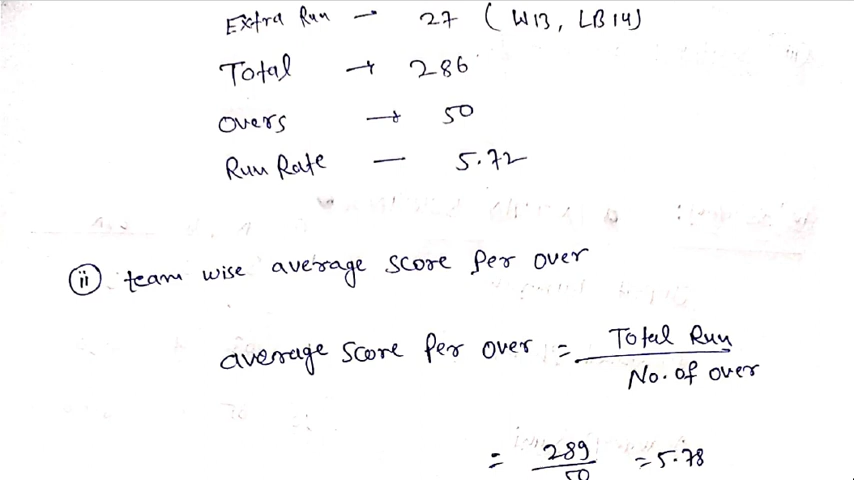 Extra Run — 27 ( W13, LB14)
Total → 286
Overs → 50
Run Rate — 5.72
(ii) team wise average score per over
average score per over = Total Run / No. of over
= 289 / 50 = 5.78